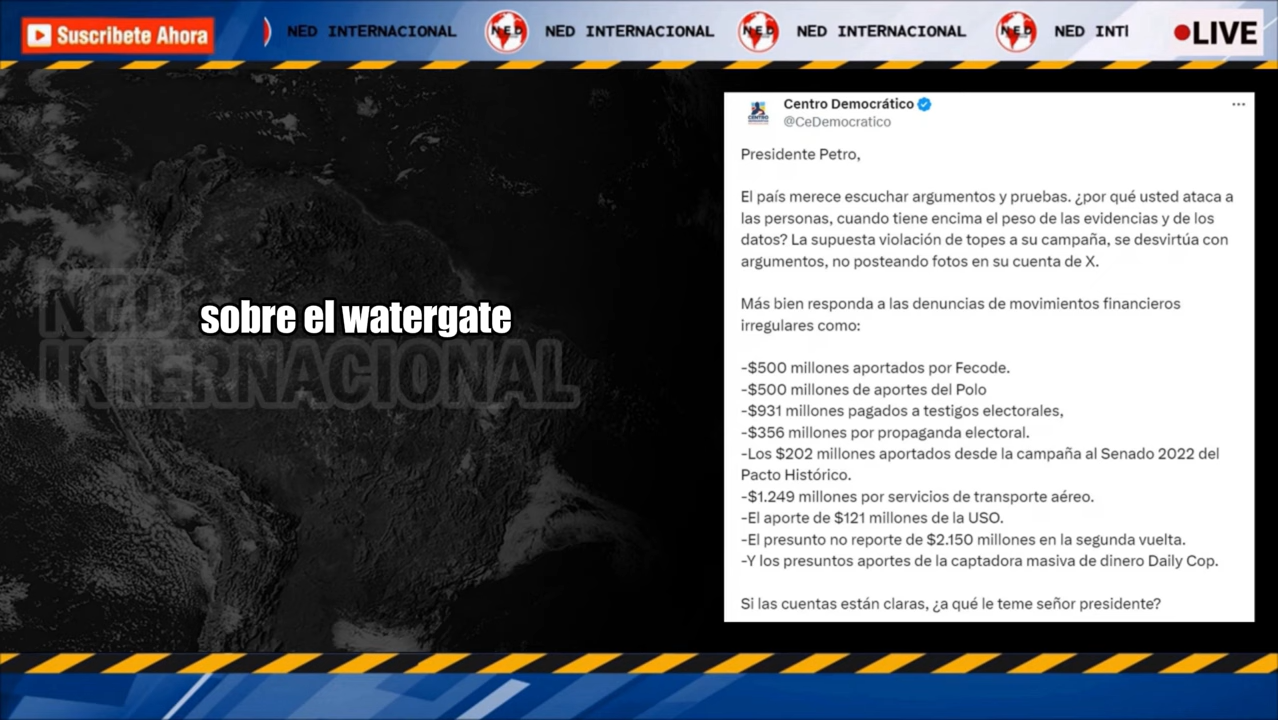 Suscribete Ahora
NED INTERNACIONAL
N.E.D
NED INTERNACIONAL
N.E.D
NED INTERNACIONAL
N.E.D
NED INT
LIVE
NED
INTERNACIONAL
sobre el watergate
Centro Democrático
@CeDemocratico
Presidente Petro,
El país merece escuchar argumentos y pruebas. ¿por qué usted ataca a
las personas, cuando tiene encima el peso de las evidencias y de los
datos? La supuesta violación de topes a su campaña, se desvirtúa con
argumentos, no posteando fotos en su cuenta de X.
Más bien responda a las denuncias de movimientos financieros
irregulares como:
-$500 millones aportados por Fecode.
-$500 millones de aportes del Polo
-$931 millones pagados a testigos electorales,
-$356 millones por propaganda electoral.
-Los $202 millones aportados desde la campaña al Senado 2022 del
Pacto Histórico.
-$1.249 millones por servicios de transporte aéreo.
-El aporte de $121 millones de la USO.
-El presunto no reporte de $2.150 millones en la segunda vuelta.
-Y los presuntos aportes de la captadora masiva de dinero Daily Cop.
Si las cuentas están claras, ¿a qué le teme señor presidente?